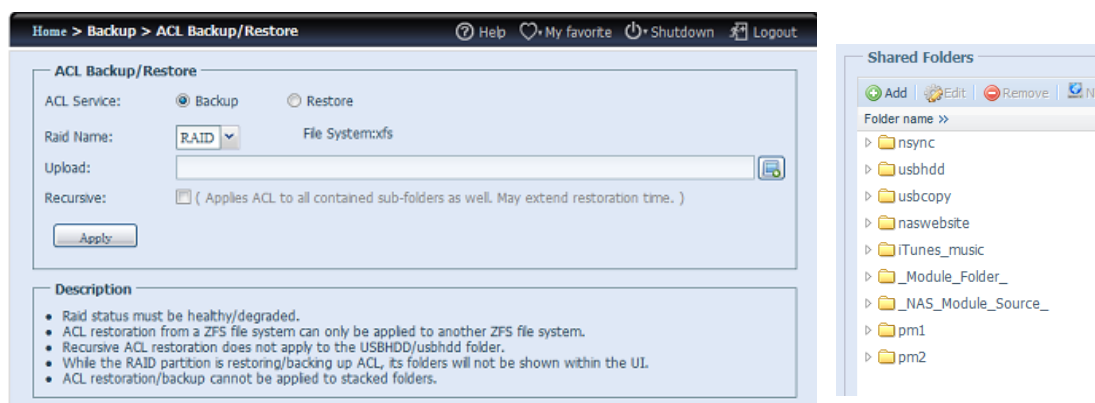 Home > Backup > ACL Backup/Restore
Help My favorite Shutdown Logout
ACL Backup/Restore
ACL Service: Backup Restore
Raid Name: RAID File System:xfs
Upload:
Recursive: ( Applies ACL to all contained sub-folders as well. May extend restoration time. )
Apply
Description
Raid status must be healthy/degraded.
ACL restoration from a ZFS file system can only be applied to another ZFS file system.
Recursive ACL restoration does not apply to the USBHDD/usbhdd folder.
While the RAID partition is restoring/backing up ACL, its folders will not be shown within the UI.
ACL restoration/backup cannot be applied to stacked folders.
Shared Folders
Add Edit Remove N
Folder name »
nsync
usbhdd
usbcopy
naswebsite
iTunes_music
_Module_Folder_
_NAS_Module_Source_
pm1
pm2